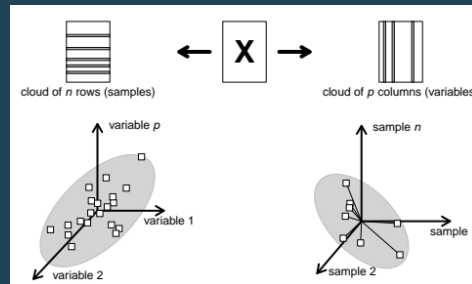 X
cloud of n rows (samples)
cloud of p columns (variables
variable p
variable 1
variable 2
sample n
sample
sample 2